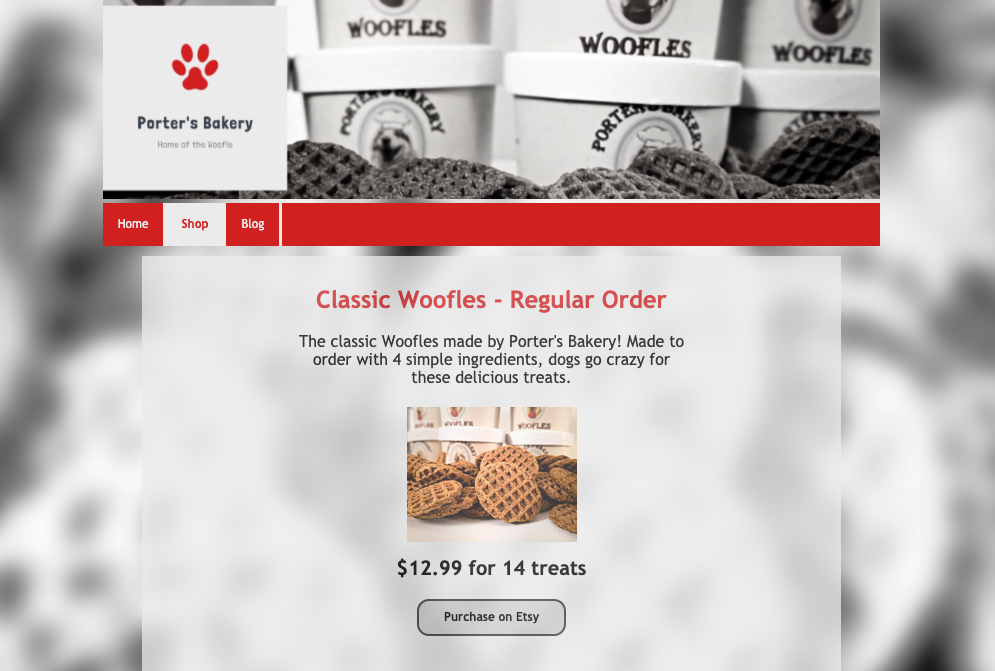 WOOFLES
WOOFLES
WOOFLES
PORTER'S BAKERY
PORTER'S BAKERY
Porter's Bakery
Home of the Woofle
Home
Shop
Blog
Classic Woofles - Regular Order
The classic Woofles made by Porter's Bakery! Made to
order with 4 simple ingredients, dogs go crazy for
these delicious treats.
WOOFLES
WOOFLES
$12.99 for 14 treats
Purchase on Etsy